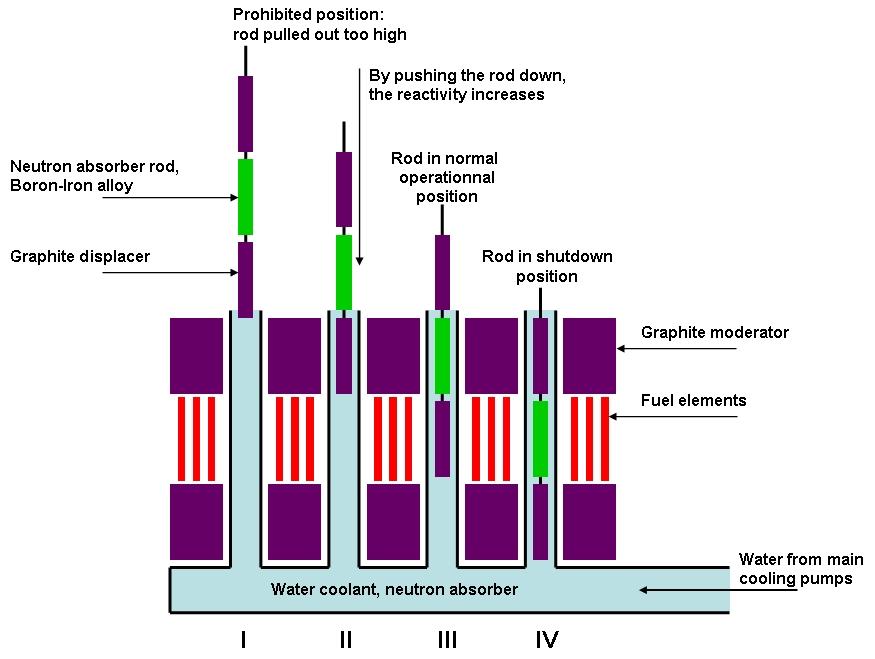 Prohibited position:
rod pulled out too high
By pushing the rod down,
the reactivity increases
Neutron absorber rod,
Boron-Iron alloy
Rod in normal
operationnal
position
Graphite displacer
Rod in shutdown
position
Graphite moderator
Fuel elements
Water from main
cooling pumps
Water coolant, neutron absorber
I
II
III
IV